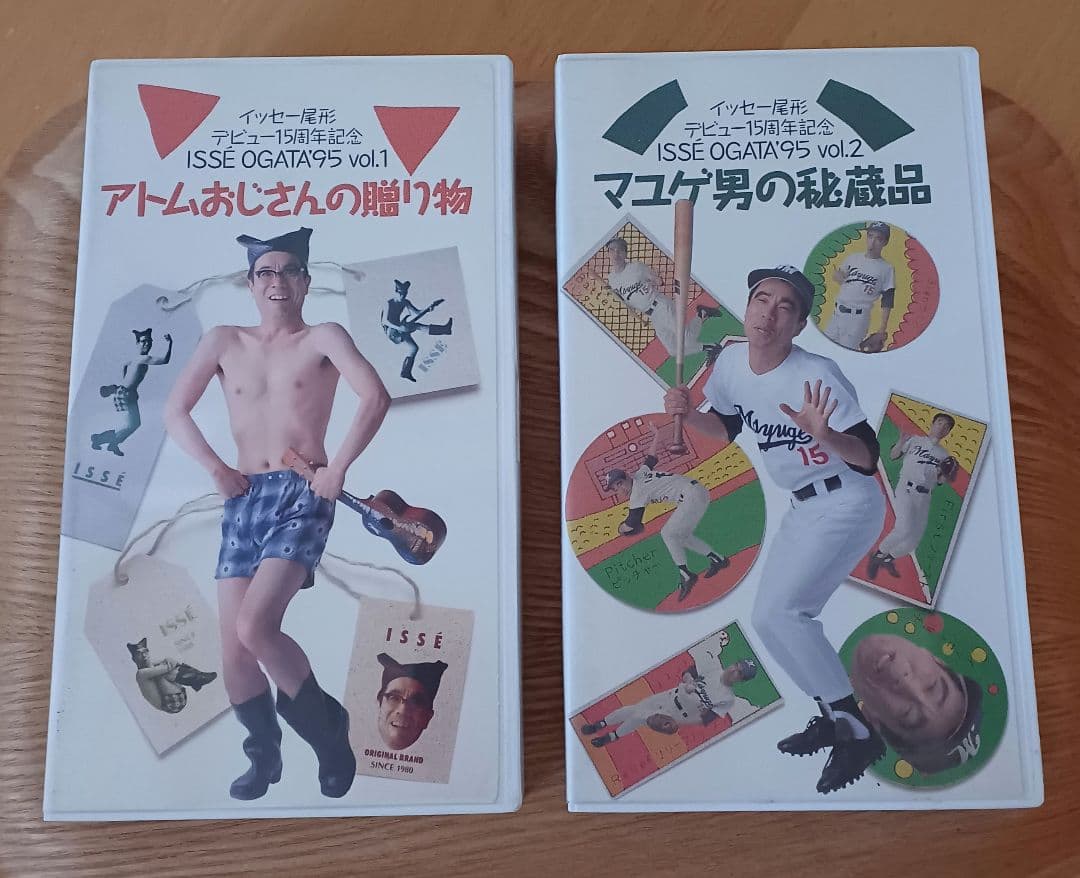 イッセー尾形
デビュー15周年記念
ISSÉ OGATA'95 vol.1
アトムおじさんの贈り物
ISSÉ
ISSÉ
ISSÉ
ISSÉ
ORIGINAL BRAND
SINCE 1980
イッセー尾形
デビュー15周年記念
ISSÉ OGATA'95 vol.2
マユゲ男の秘蔵品
Mayuge
15
Mayuge
15
Mayuge
Pitcher
ピッチャー